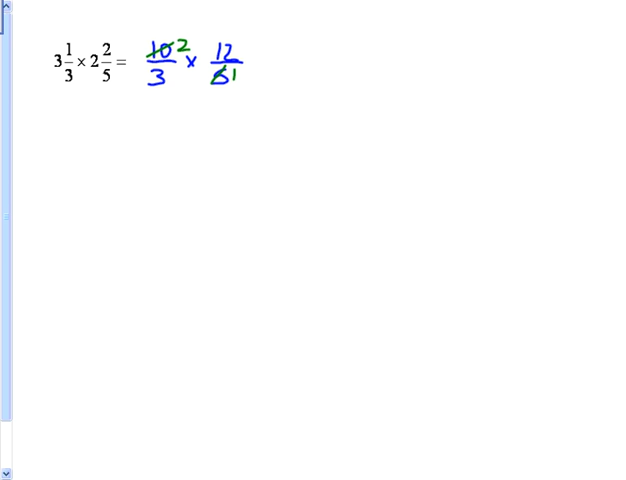 3 1/3 × 2 2/5 = 10/3 2 × 12/5 1